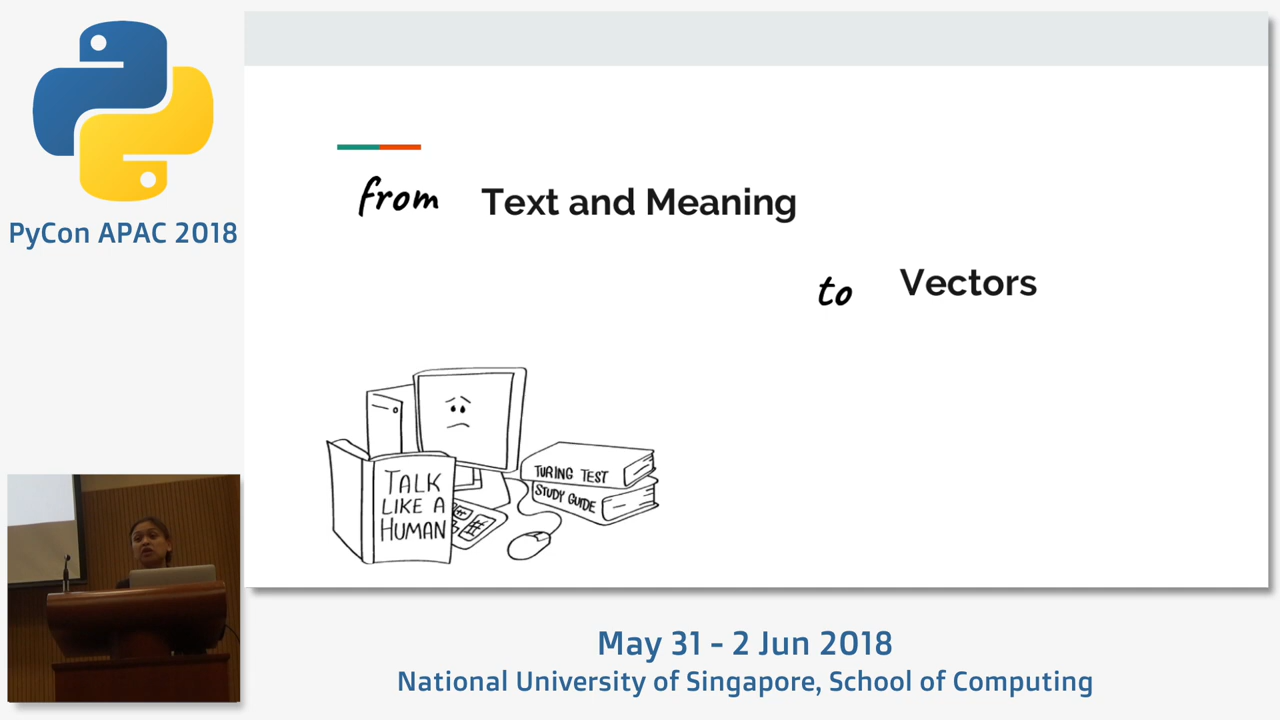 PyCon APAC 2018
from Text and Meaning
to Vectors
TALK
LIKE A
HUMAN
TURING TEST
STUDY GUIDE
May 31 - 2 Jun 2018
National University of Singapore, School of Computing